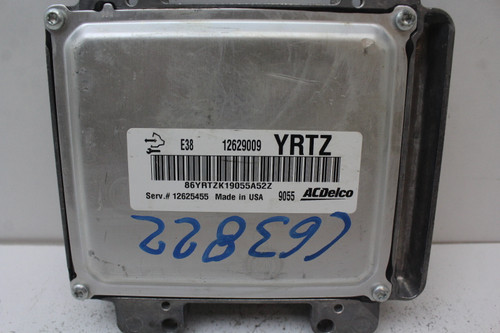 E38 12629009 YRTZ
86YRTZK19055A52Z
Serv.# 12625455 Made in USA 9055 ACDelco
C63822